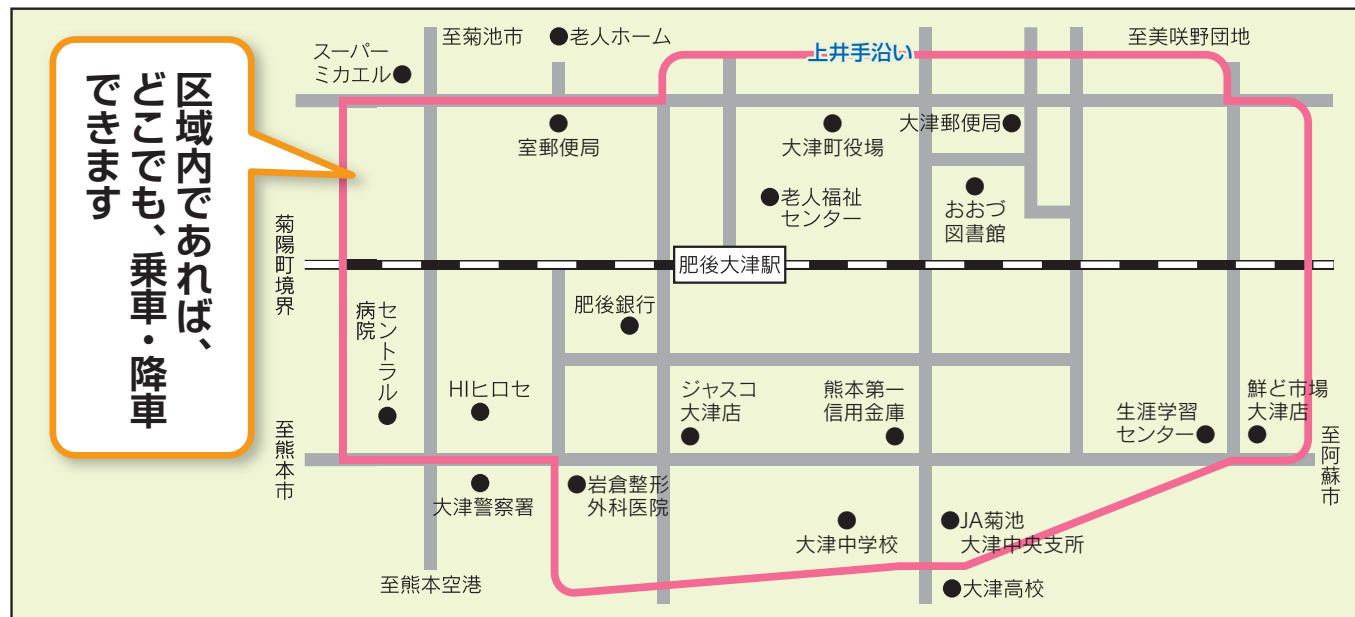 区域内であれば、
どこでも、乗車・降車
できます
スーパー
ミカエル
至菊池市
老人ホーム
上井手沿い
至美咲野団地
室郵便局
大津町役場
大津郵便局
老人福祉
センター
おおづ
図書館
菊陽町境界
肥後大津駅
セントラル
病院
肥後銀行
HIヒロセ
ジャスコ
大津店
熊本第一
信用金庫
生涯学習
センター
鮮ど市場
大津店
至熊本市
至阿蘇市
大津警察署
岩倉整形
外科医院
大津中学校
JA菊池
大津中央支所
至熊本空港
大津高校